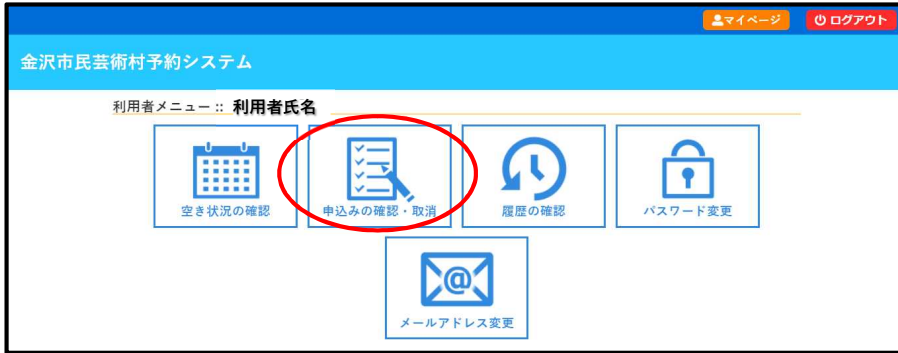 マイページ ログアウト
金沢市民芸術村予約システム
利用者メニュー :: 利用者氏名
空き状況の確認 申込みの確認・取消 履歴の確認 パスワード変更
@
メールアドレス変更